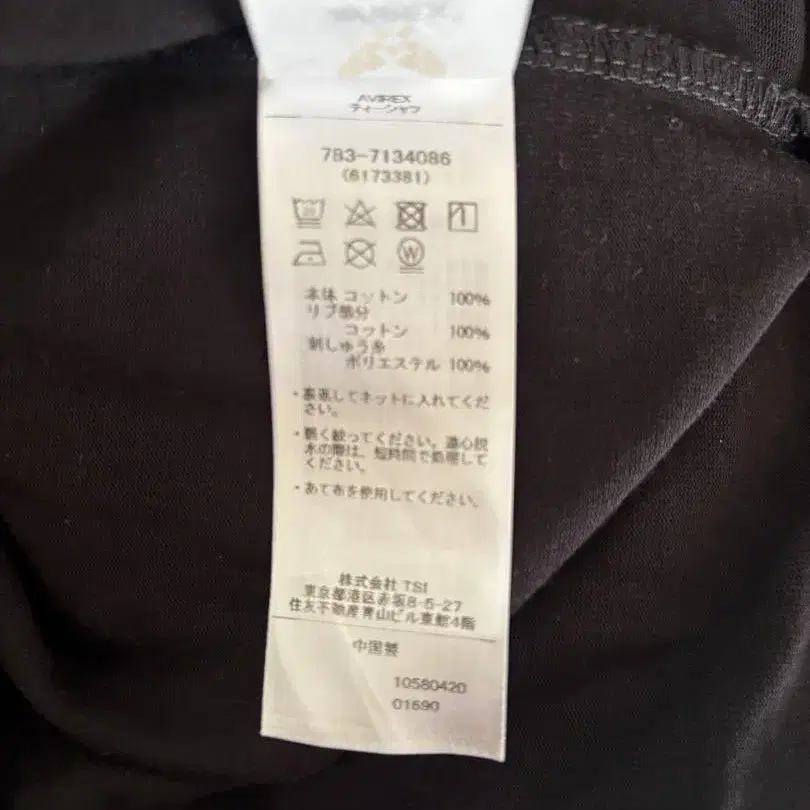 AVIREX
ティーシャツ
783-7134086
(6173381)
本体 コットン 100%
リブ部分
コットン 100%
刺しゅう糸
ポリエステル 100%
・裏返してネットに入れてくだ
さい。
・軽く絞ってください。遠心脱
水の際は、短時間で処理して
ください。
・あて布を使用してください。
株式会社 TSI
東京都港区赤坂8-5-27
住友不動産青山ビル東館4階
中国製
10580420
01690